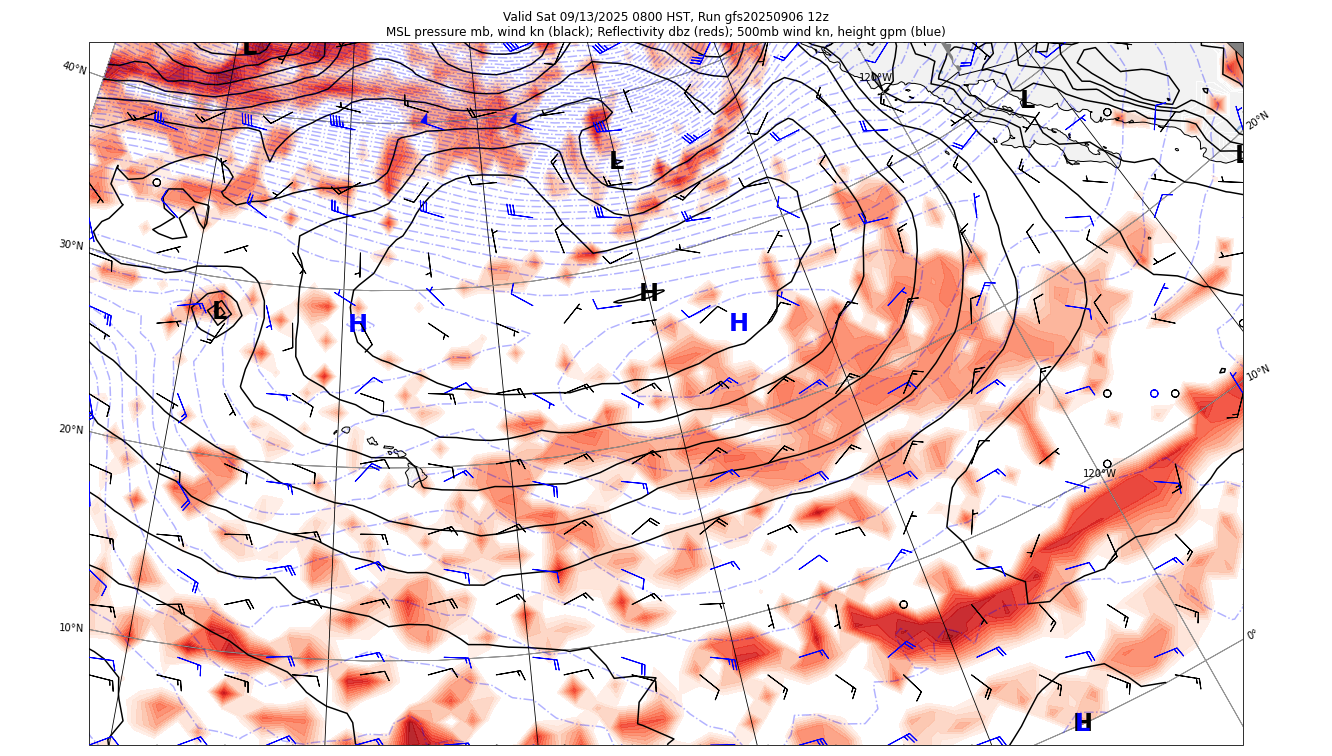 Valid Sat 09/13/2025 0800 HST, Run gfs20250906 12z
MSL pressure mb, wind kn (black); Reflectivity dbz (reds); 500mb wind kn, height gpm (blue)
L
40°N
120°W
L
20°N
L
L
30°N
H
L
H
H
10°N
20°N
120°W
10°N
0°
H